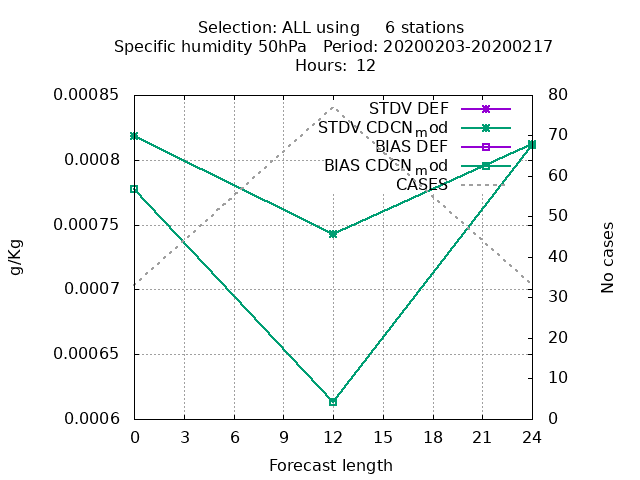 Selection: ALL using     6 stations
Specific humidity 50hPa   Period: 20200203-20200217
Hours: 12
0.00085
0.0008
0.00075
0.0007
0.00065
0.0006
80
70
60
50
40
30
20
10
0
STDV DEF
STDV CDCN_mod
BIAS DEF
BIAS CDCN_mod
CASES
g/Kg
No cases
0 3 6 9 12 15 18 21 24
Forecast length